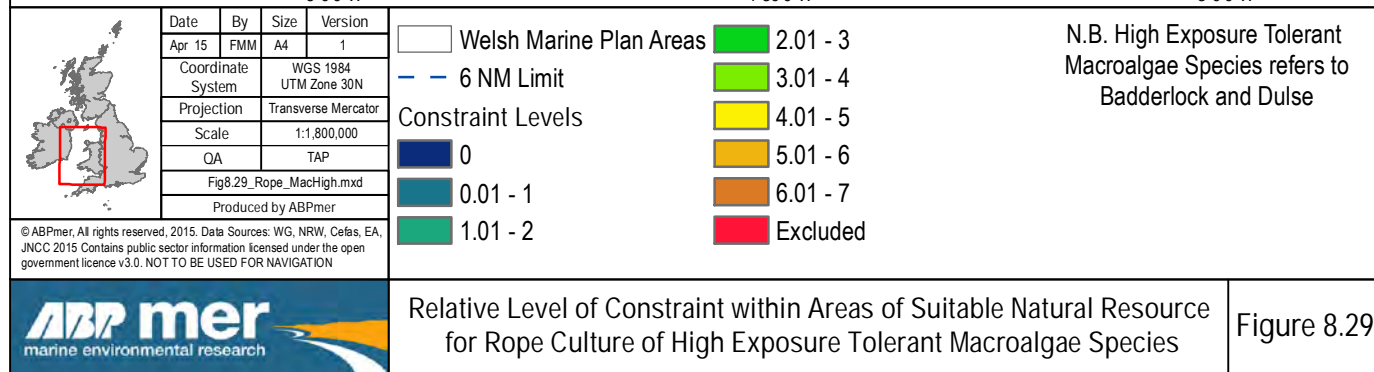 Date By Size Version
Apr 15 FMM A4 1
Coordinate System WGS 1984 UTM Zone 30N
Projection Transverse Mercator
Scale 1:1,800,000
QA TAP
Fig8.29_Rope_MacHigh.mxd
Produced by ABPmer
© ABPmer, All rights reserved, 2015. Data Sources: WG, NRW, Cefas, EA,
JNCC 2015 Contains public sector information licensed under the open
government licence v3.0. NOT TO BE USED FOR NAVIGATION
Welsh Marine Plan Areas
6 NM Limit
Constraint Levels
0
0.01 - 1
1.01 - 2
2.01 - 3
3.01 - 4
4.01 - 5
5.01 - 6
6.01 - 7
Excluded
N.B. High Exposure Tolerant
Macroalgae Species refers to
Badderlock and Dulse
ABPmer
marine environmental research
Relative Level of Constraint within Areas of Suitable Natural Resource
for Rope Culture of High Exposure Tolerant Macroalgae Species
Figure 8.29